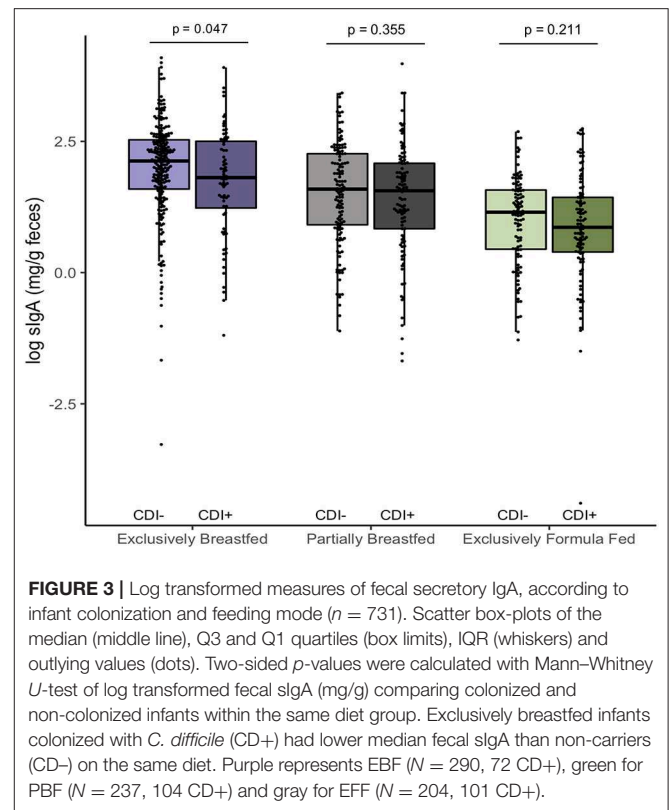 p = 0.047 p = 0.355 p = 0.211
log sIgA (mg/g feces)
2.5
0.0
-2.5
CDI- CDI+ CDI- CDI+ CDI- CDI+
Exclusively Breastfed Partially Breastfed Exclusively Formula Fed
FIGURE 3 | Log transformed measures of fecal secretory IgA, according to
infant colonization and feeding mode (n = 731). Scatter box-plots of the
median (middle line), Q3 and Q1 quartiles (box limits), IQR (whiskers) and
outlying values (dots). Two-sided p-values were calculated with Mann–Whitney
U-test of log transformed fecal sIgA (mg/g) comparing colonized and
non-colonized infants within the same diet group. Exclusively breastfed infants
colonized with C. difficile (CD+) had lower median fecal sIgA than non-carriers
(CD–) on the same diet. Purple represents EBF (N = 290, 72 CD+), green for
PBF (N = 237, 104 CD+) and gray for EFF (N = 204, 101 CD+).